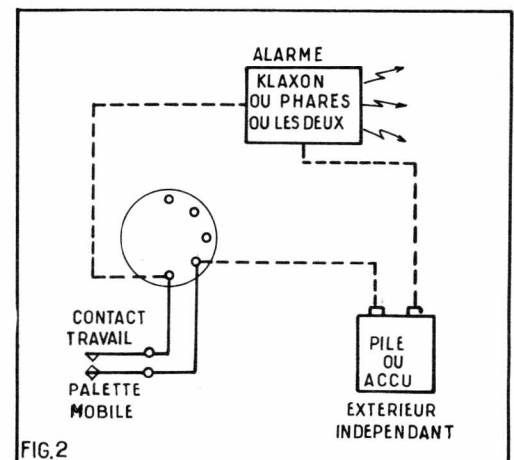 ALARME
KLAXON
OU PHARES
OU LES DEUX
CONTACT
TRAVAIL
PALETTE
MOBILE
PILE
OU
ACCU
EXTERIEUR
INDEPENDANT
FIG.2